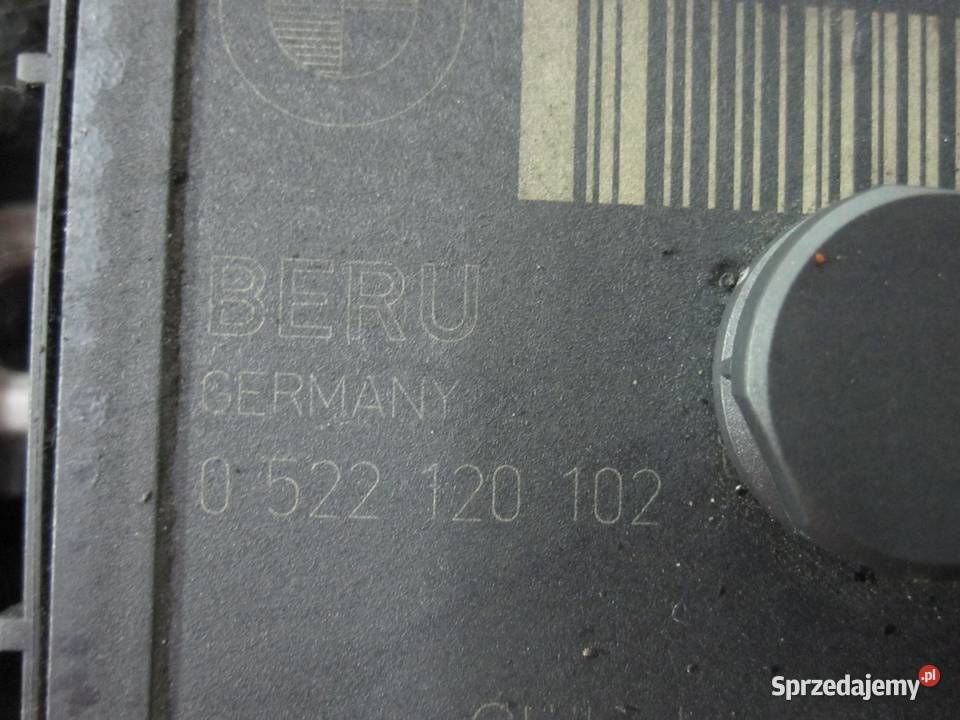 BERU
GERMANY
0 522 120 102
Sprzedajemy.pl